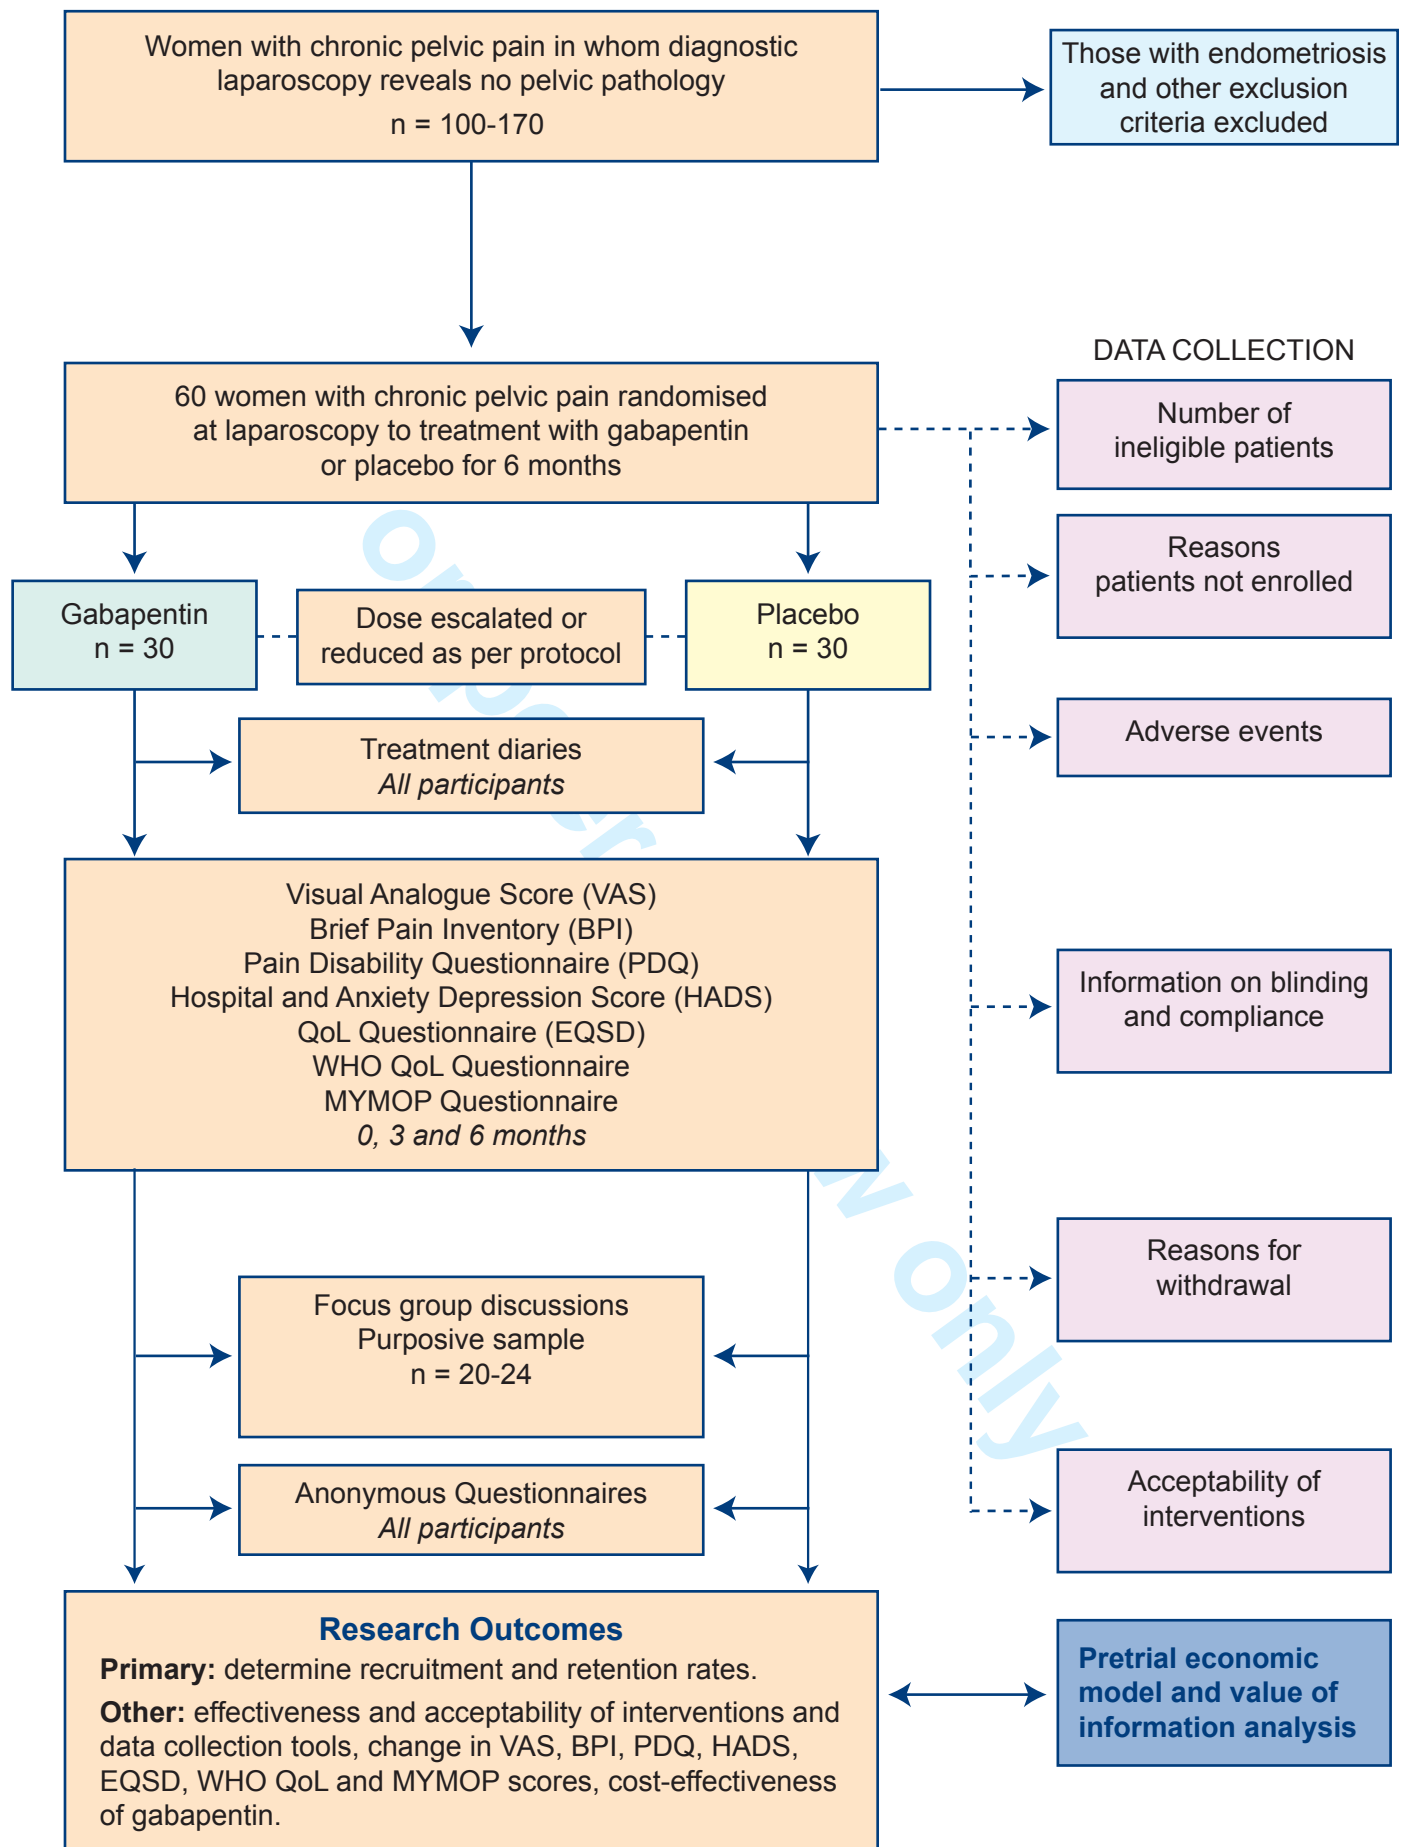 Women with chronic pelvic pain in whom diagnostic
laparoscopy reveals no pelvic pathology
n = 100-170
Those with endometriosis
and other exclusion
criteria excluded
60 women with chronic pelvic pain randomised
at laparoscopy to treatment with gabapentin
or placebo for 6 months
DATA COLLECTION
Number of
ineligible patients
Reasons
patients not enrolled
Gabapentin
n = 30
Dose escalated or
reduced as per protocol
Placebo
n = 30
Treatment diaries
All participants
Adverse events
Visual Analogue Score (VAS)
Brief Pain Inventory (BPI)
Pain Disability Questionnaire (PDQ)
Hospital and Anxiety Depression Score (HADS)
QoL Questionnaire (EQSD)
WHO QoL Questionnaire
MYMOP Questionnaire
0, 3 and 6 months
Information on blinding
and compliance
Reasons for
withdrawal
Focus group discussions
Purposive sample
n = 20-24
Anonymous Questionnaires
All participants
Acceptability of
interventions
Research Outcomes
Primary: determine recruitment and retention rates.
Other: effectiveness and acceptability of interventions and
data collection tools, change in VAS, BPI, PDQ, HADS,
EQSD, WHO QoL and MYMOP scores, cost-effectiveness
of gabapentin.
Pretrial economic
model and value of
information analysis
only